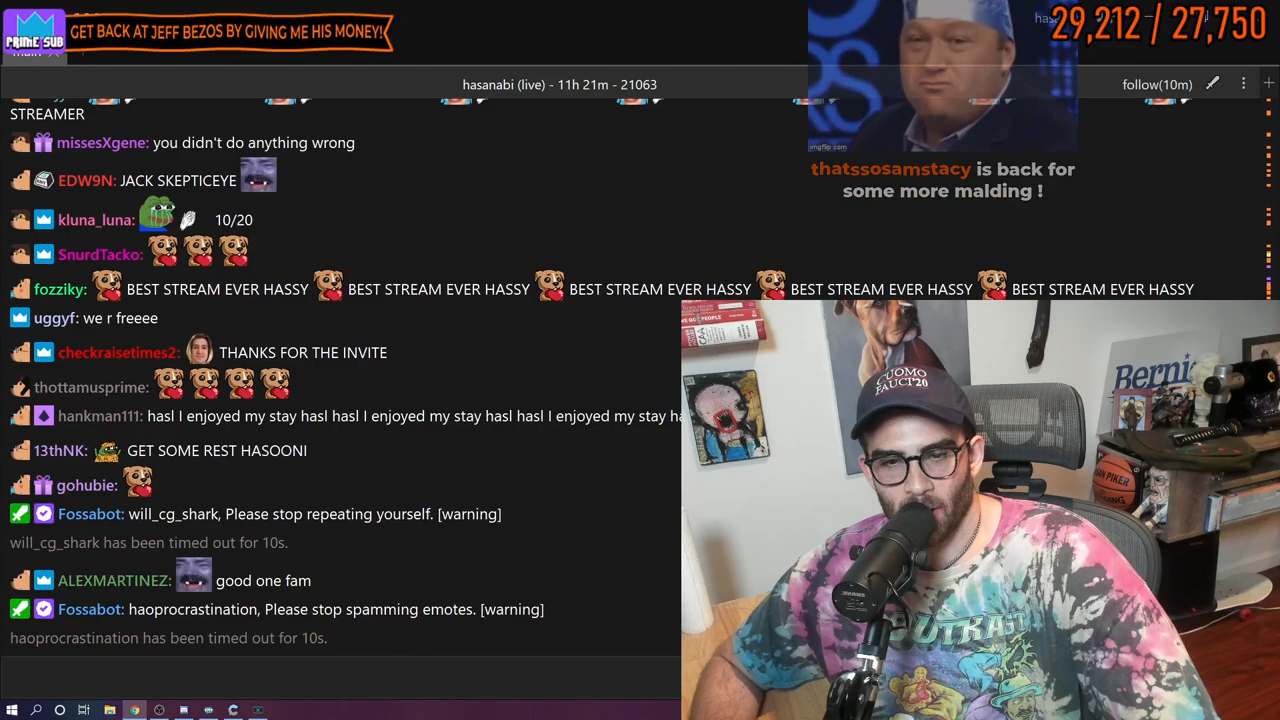 PRIME SUB
GET BACK AT JEFF BEZOS BY GIVING ME HIS MONEY!
29,212 / 27,750
hasanabi (live) - 11h 21m - 21063
follow(10m)
STREAMER
missesXgene: you didn't do anything wrong
EDW9N: JACK SKEPTICEYE
kluna_luna: 10/20
SnurdTacko:
fozziky: BEST STREAM EVER HASSY BEST STREAM EVER HASSY BEST STREAM EVER HASSY BEST STREAM EVER HASSY BEST STREAM EVER HASSY
uggyf: we r freeee
checkraisetimes2: THANKS FOR THE INVITE
thottamusprime:
hankman111: hasl I enjoyed my stay hasl hasl I enjoyed my stay hasl hasl I enjoyed my stay ha
13thNK: GET SOME REST HASOONI
gohubie:
Fossabot: will_cg_shark, Please stop repeating yourself. [warning]
will_cg_shark has been timed out for 10s.
ALEXMARTINEZ: good one fam
Fossabot: haoprocrastination, Please stop spamming emotes. [warning]
haoprocrastination has been timed out for 10s.
imgflip.com
thatssosamstacy is back for
some more malding !
CUOMO
FAUCI'20
Bernie
OUTKAST